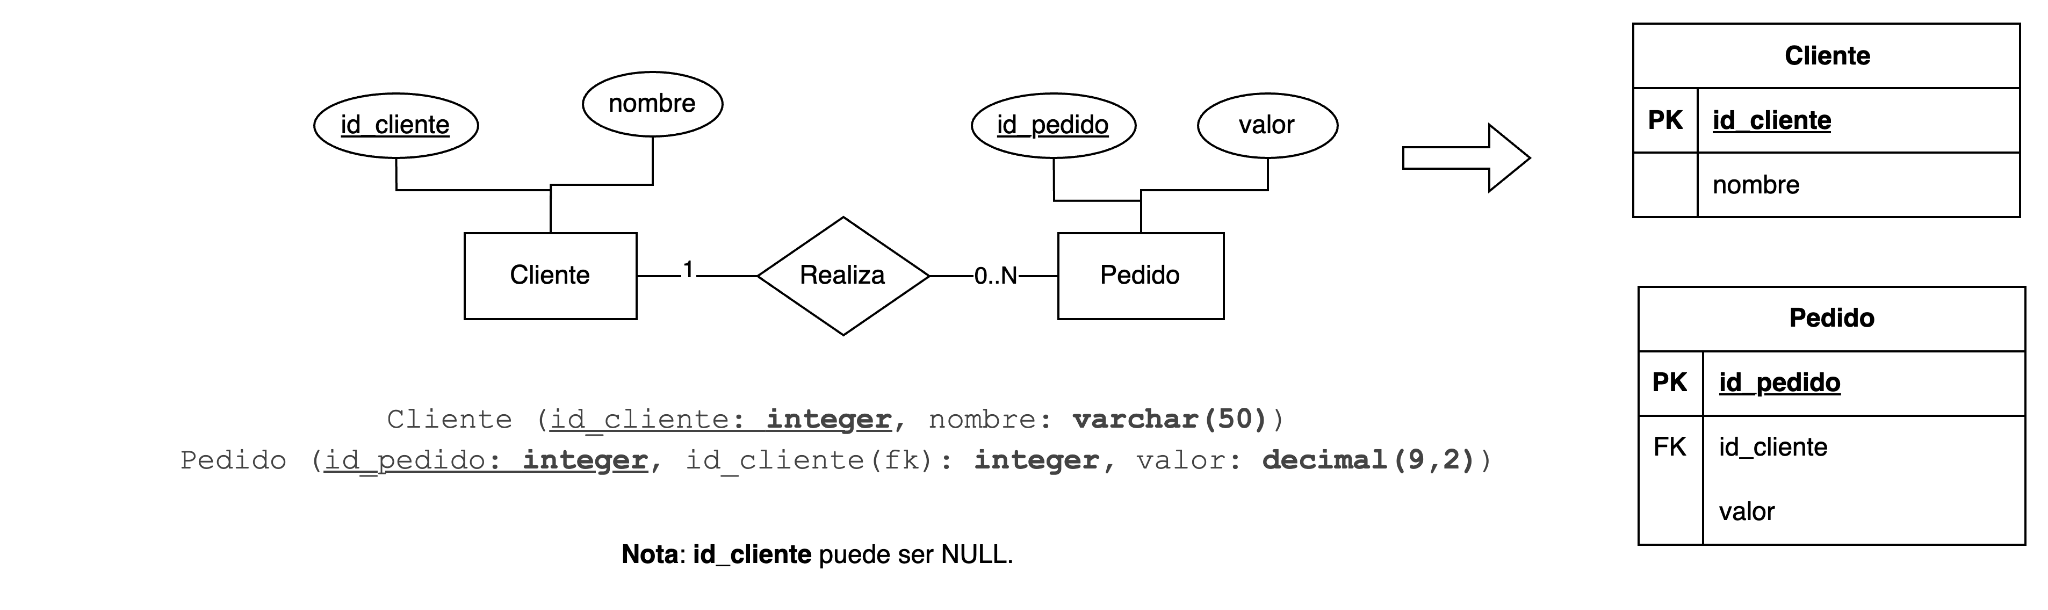 id_cliente
nombre
id_pedido
valor
Cliente
1
Realiza
0..N
Pedido
Cliente (id_cliente: integer, nombre: varchar(50))
Pedido (id_pedido: integer, id_cliente(fk): integer, valor: decimal(9,2))
Nota: id_cliente puede ser NULL.
Cliente
PK id_cliente
nombre
Pedido
PK id_pedido
FK id_cliente
valor